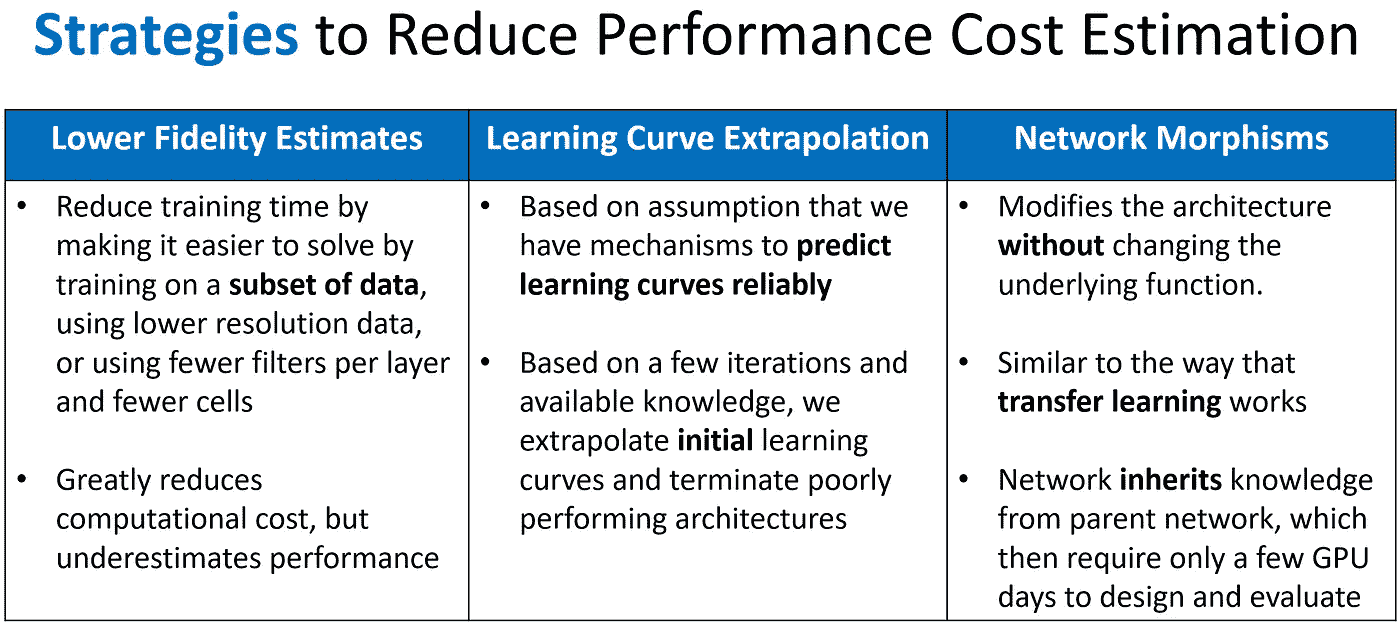 Strategies to Reduce Performance Cost Estimation
Lower Fidelity Estimates
• Reduce training time by
making it easier to solve by
training on a subset of data,
using lower resolution data,
or using fewer filters per layer
and fewer cells
• Greatly reduces
computational cost, but
underestimates performance
Learning Curve Extrapolation
• Based on assumption that we
have mechanisms to predict
learning curves reliably
• Based on a few iterations and
available knowledge, we
extrapolate initial learning
curves and terminate poorly
performing architectures
Network Morphisms
• Modifies the architecture
without changing the
underlying function.
• Similar to the way that
transfer learning works
• Network inherits knowledge
from parent network, which
then require only a few GPU
days to design and evaluate